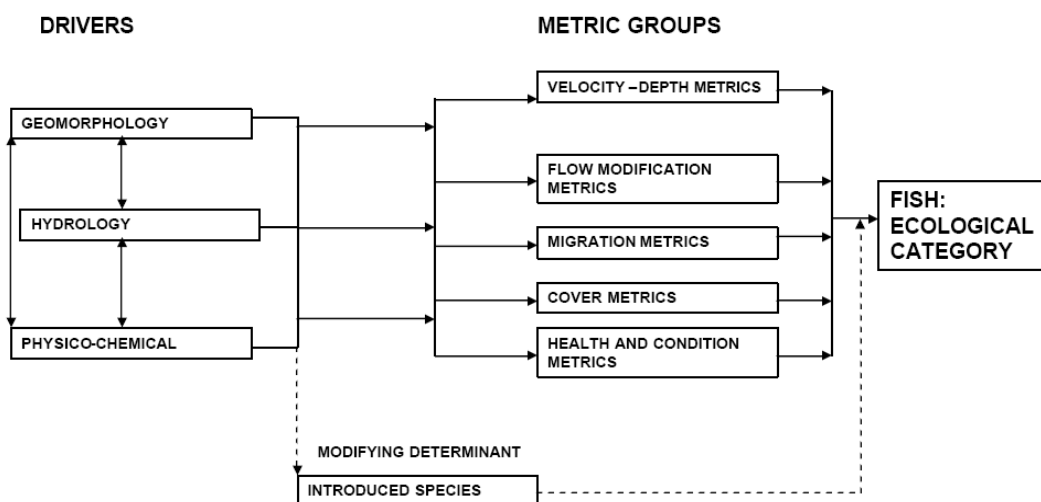 DRIVERS
METRIC GROUPS
GEOMORPHOLOGY
HYDROLOGY
PHYSICO-CHEMICAL
VELOCITY –DEPTH METRICS
FLOW MODIFICATION
METRICS
MIGRATION METRICS
COVER METRICS
HEALTH AND CONDITION
METRICS
FISH:
ECOLOGICAL
CATEGORY
MODIFYING DETERMINANT
INTRODUCED SPECIES